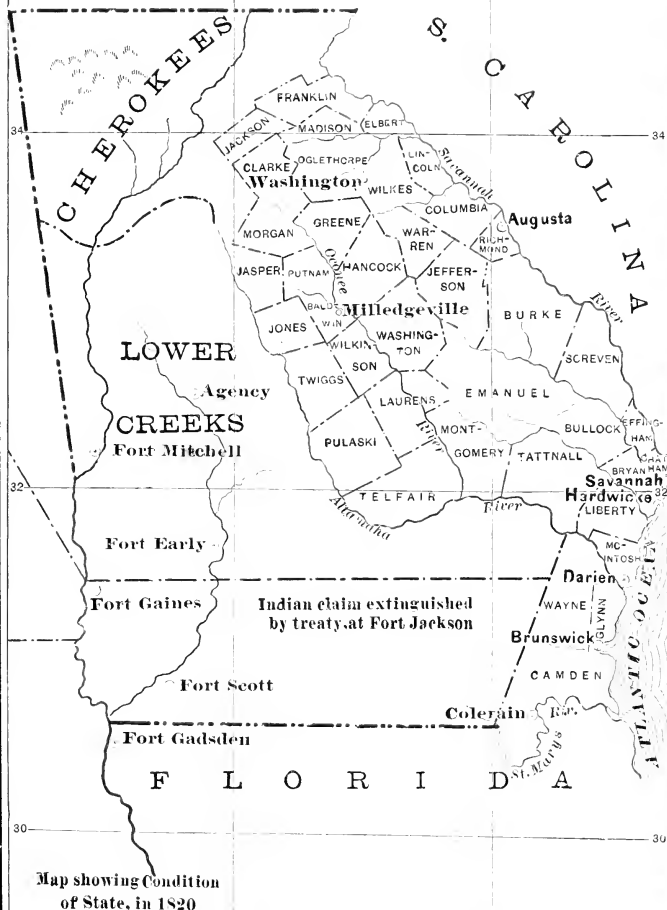 CHEROKEES
S. CAROLINA
34
34
FRANKLIN
JACKSON
MADISON
ELBERT
CLARKE
OGLETHORPE
LIN-
COLN
Savannah
Washington
WILKES
COLUMBIA
Augusta
MORGAN
GREENE
WAR-
REN
RICH-
MOND
JASPER
PUTNAM
Oconee
HANCOCK
JEFFER-
SON
River
BALD-
WIN
Milledgeville
BURKE
JONES
WILKIN-
SON
WASHING-
TON
SCREVEN
LOWER
CREEKS
Agency
TWIGGS
LAURENS
River
EMANUEL
Fort Mitchell
PULASKI
MONT-
GOMERY
TATTNALL
BULLOCK
EFFING-
HAM
BRYAN
CHAT
HAM
Savannah
32
32
TELFAIR
Altamaha
River
Hardwicke
LIBERTY
Fort Early
MC-
INTOSH
Fort Gaines
Indian claim extinguished
by treaty, at Fort Jackson
Darien
WAYNE
GLYNN
Brunswick
CAMDEN
ATLANTIC OCEAN
Fort Scott
Colerain
Riv.
St. Marys
Fort Gadsden
FLORIDA
30
30
Map showing Condition
of State, in 1820